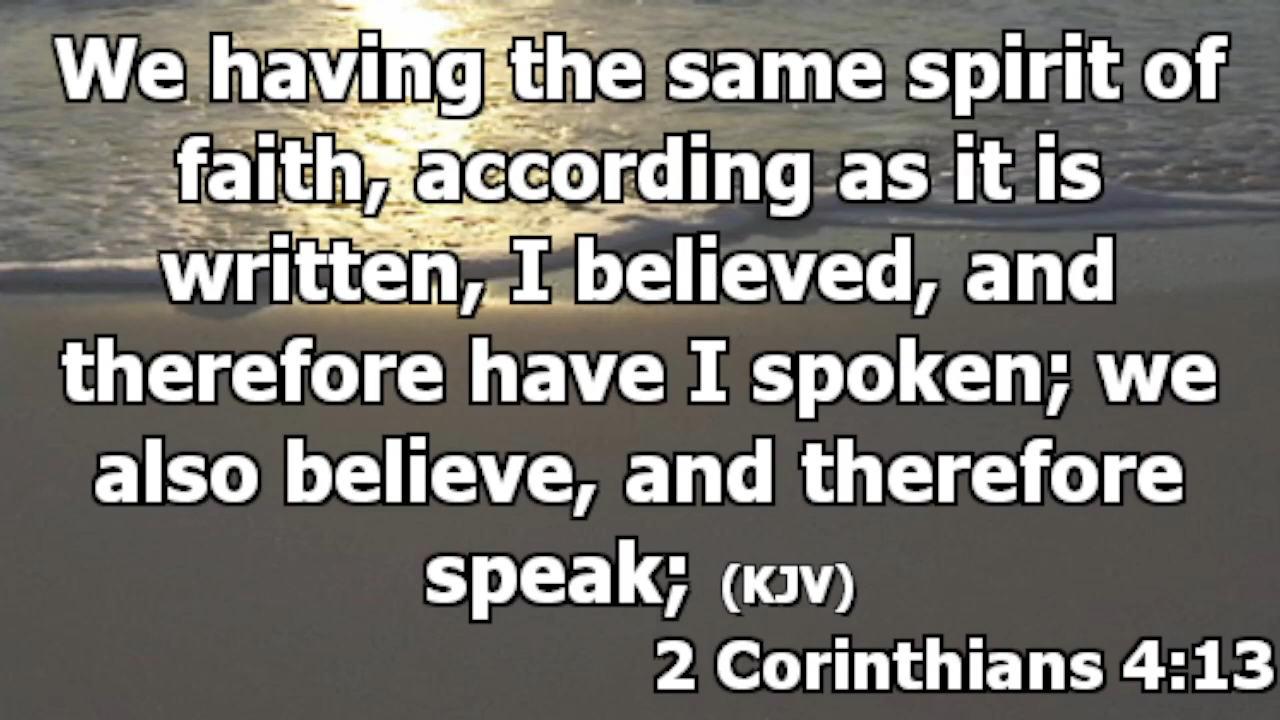 We having the same spirit of
faith, according as it is
written, I believed, and
therefore have I spoken; we
also believe, and therefore
speak; (KJV)
2 Corinthians 4:13